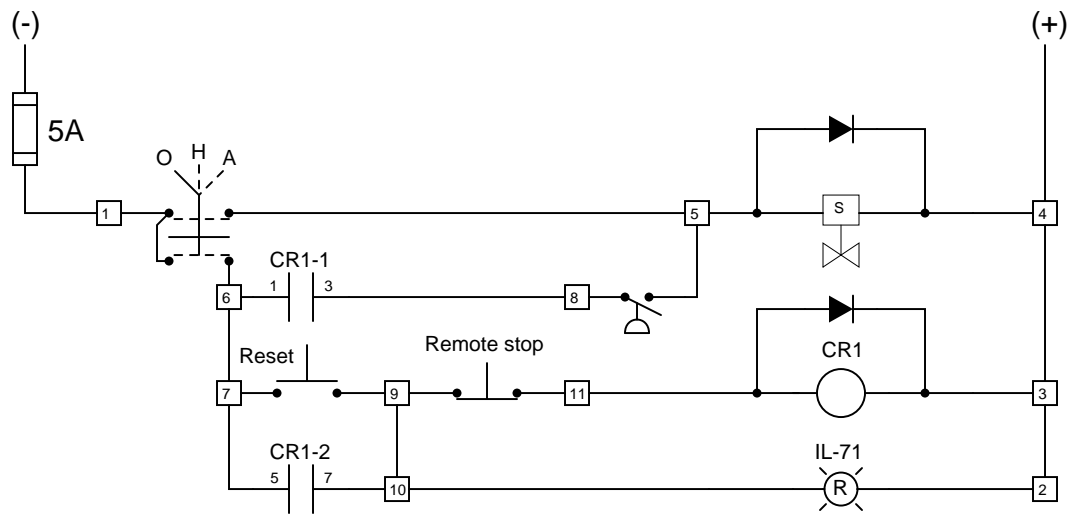 (-) (+)
5A
O H A
1 5 S 4
CR1-1
6 1 3 8
Reset Remote stop CR1
7 9 11 3
CR1-2 IL-71
5 7 10 R 2